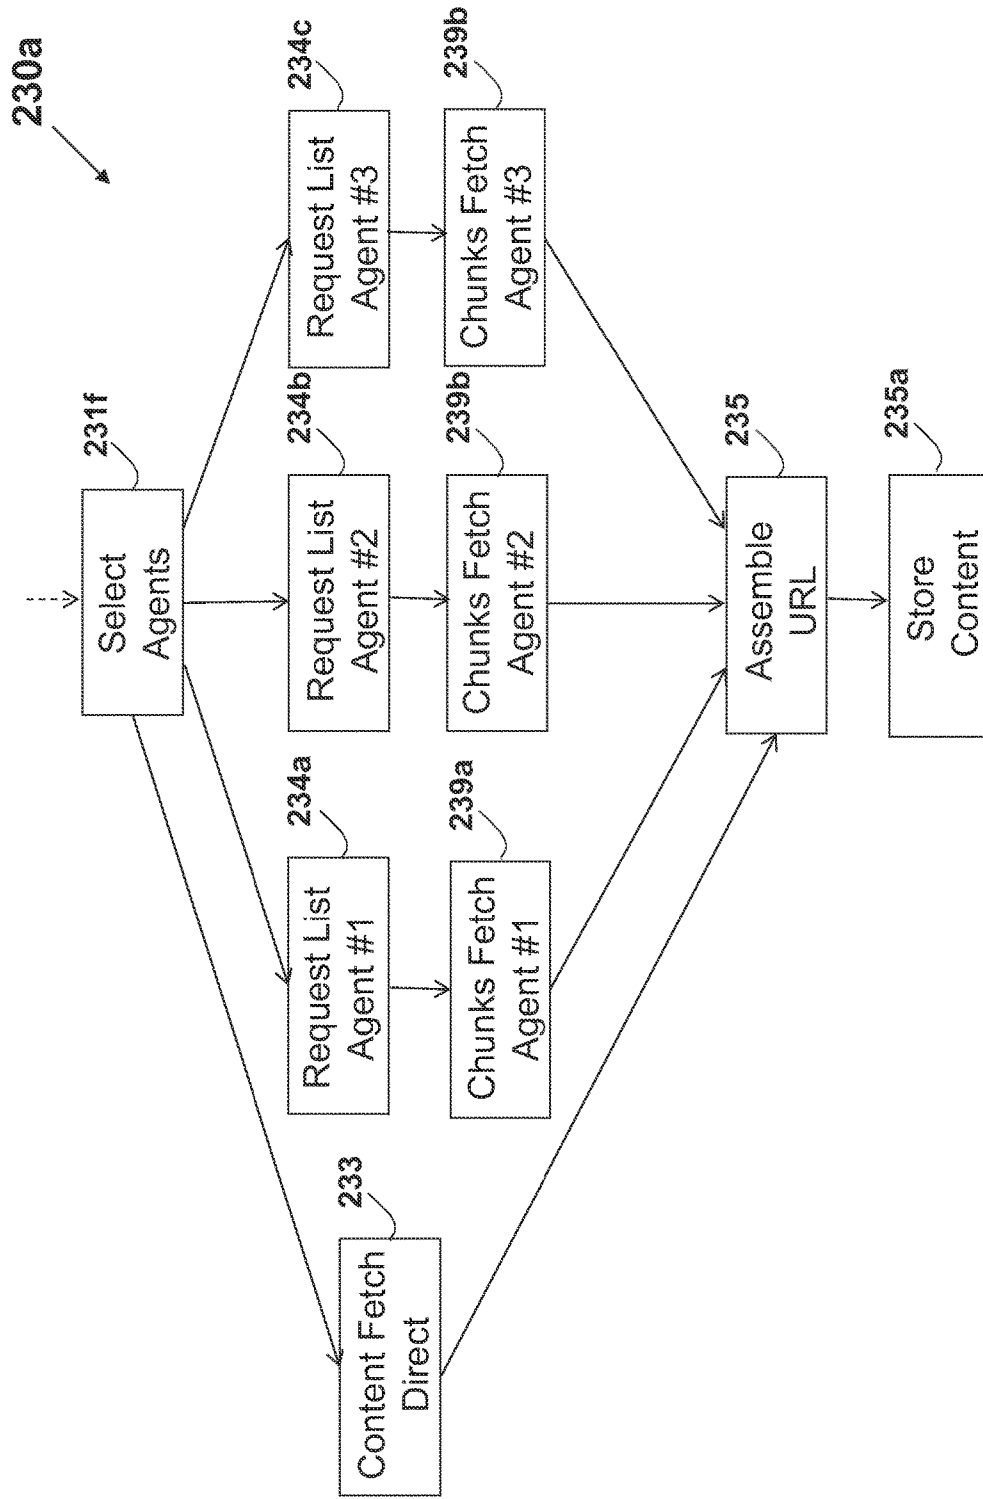 230a
231f
Select
Agents
233
Content Fetch
Direct
234a
Request List
Agent #1
234b
Request List
Agent #2
234c
Request List
Agent #3
239a
Chunks Fetch
Agent #1
239b
Chunks Fetch
Agent #2
239b
Chunks Fetch
Agent #3
235
Assemble
URL
235a
Store
Content